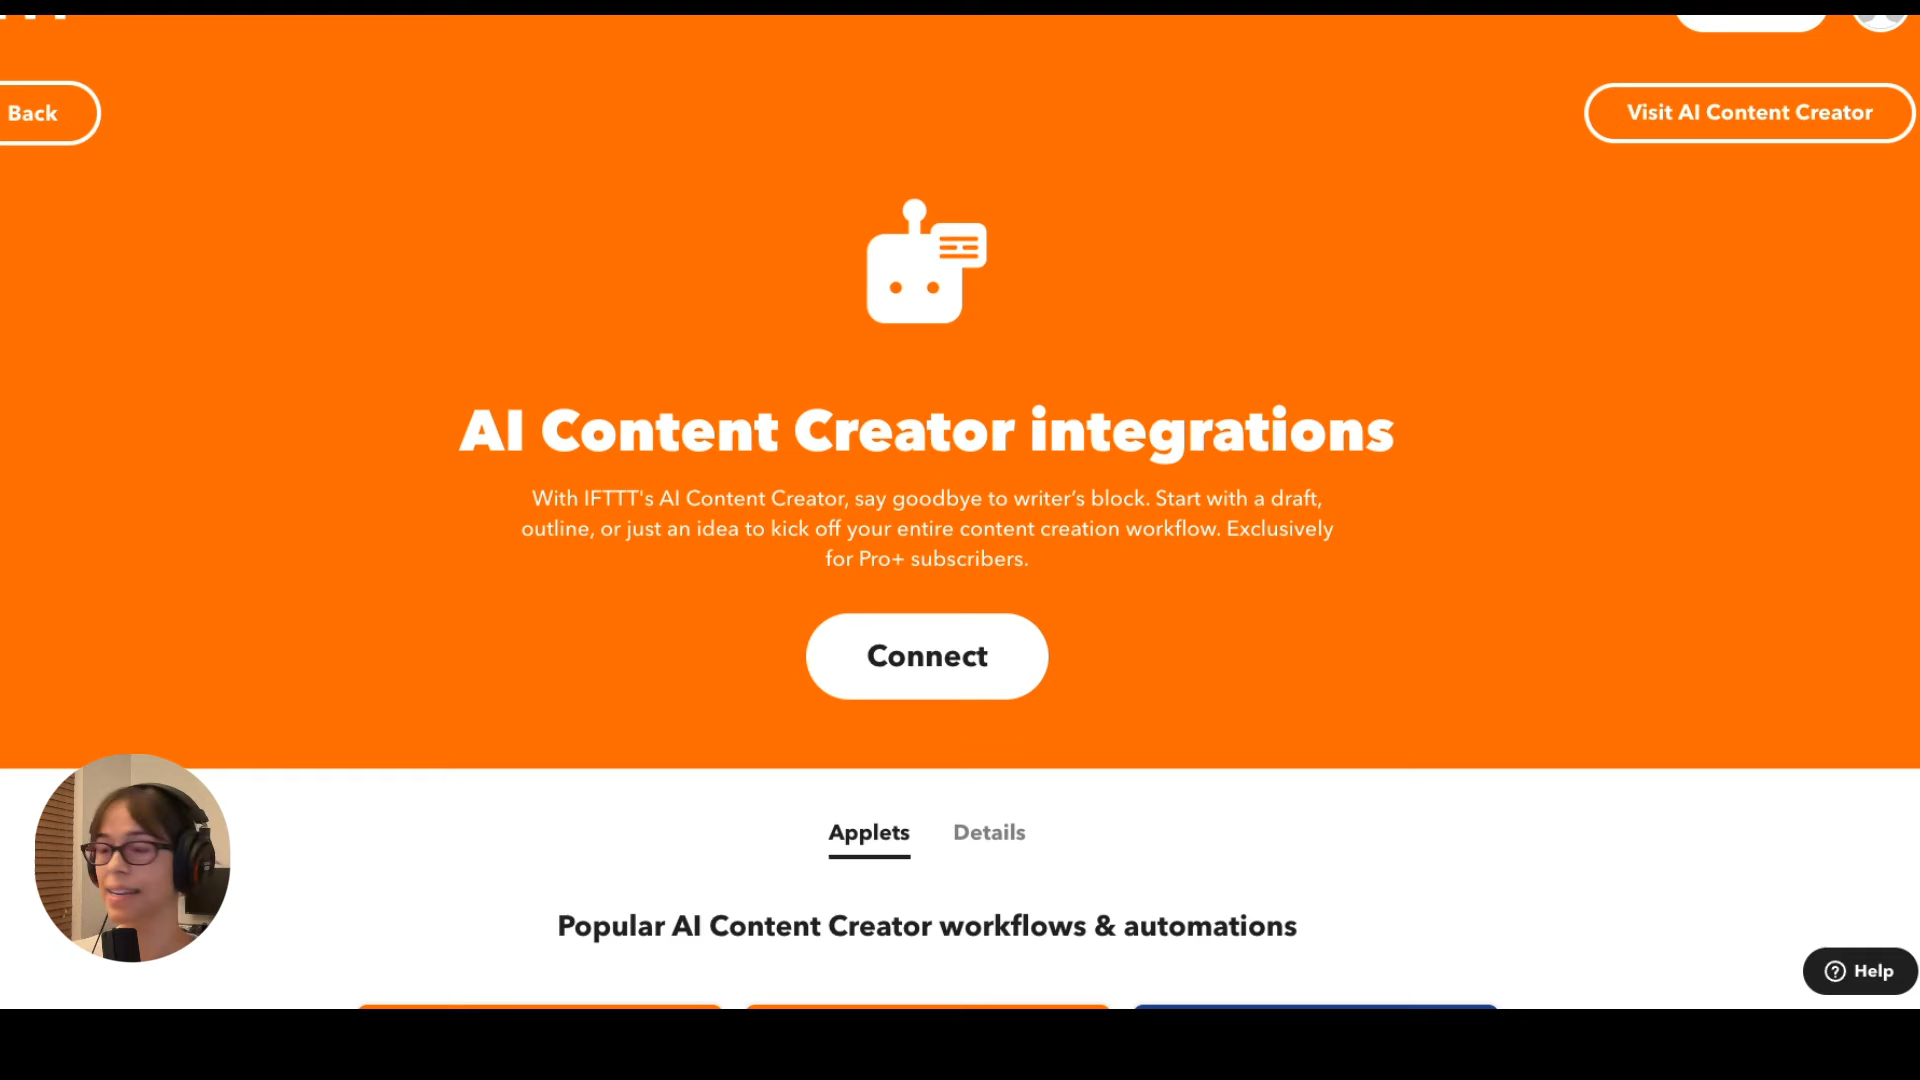 Back
Visit AI Content Creator
AI Content Creator integrations
With IFTTT's AI Content Creator, say goodbye to writer’s block. Start with a draft,
outline, or just an idea to kick off your entire content creation workflow. Exclusively
for Pro+ subscribers.
Connect
Applets Details
Popular AI Content Creator workflows & automations
Help